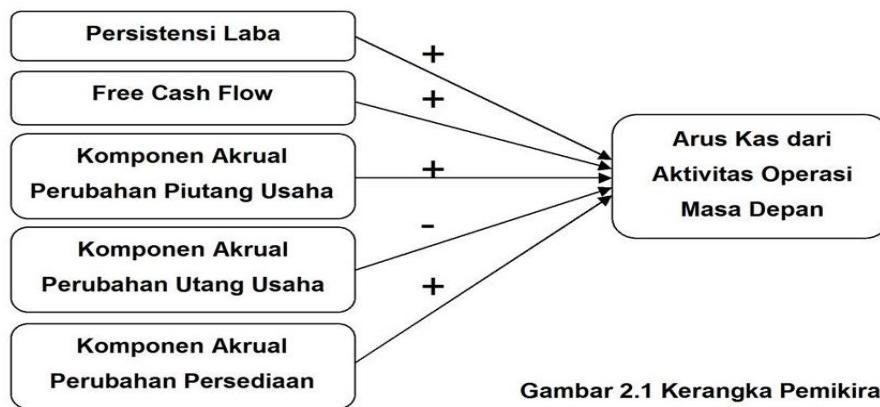 Persistensi Laba
+
Free Cash Flow
+
Komponen Akrual
Perubahan Piutang Usaha
+
Komponen Akrual
Perubahan Utang Usaha
-
Komponen Akrual
Perubahan Persediaan
+
Arus Kas dari
Aktivitas Operasi
Masa Depan
Gambar 2.1 Kerangka Pemikira